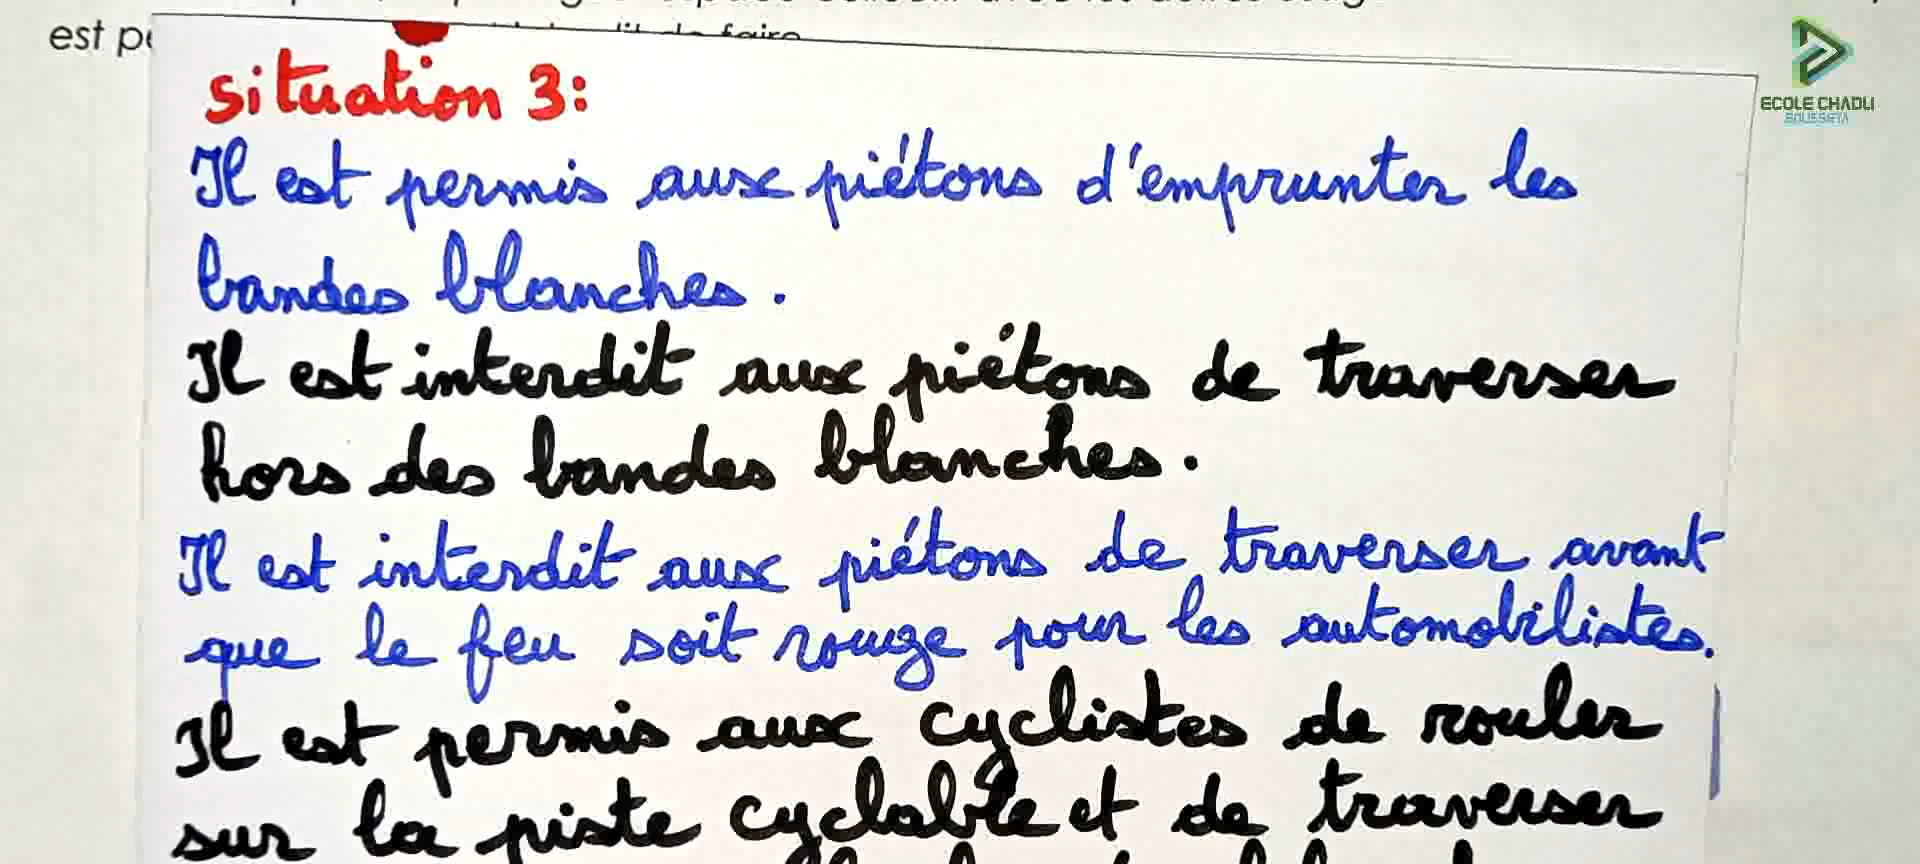 est
situation 3:
Il est permis aux piétons d'emprunter les
bandes blanches.
Il est interdit aux piétons de traverser
hors des bandes blanches.
Il est interdit aux piétons de traverser avant
que le feu soit rouge pour les automobilistes.
Il est permis aux cyclistes de rouler
sur la piste cyclable et de traverser
ECOLE CHADLI
BOUSSETA